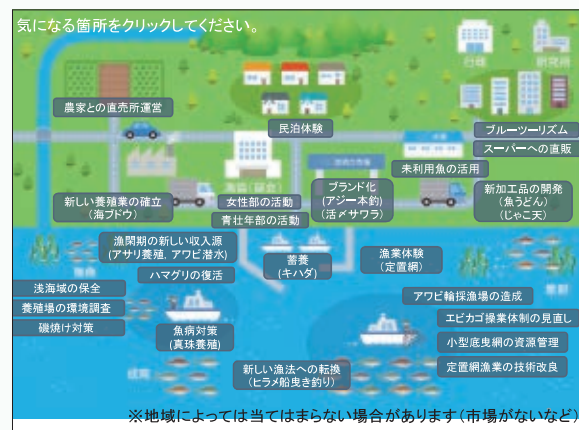 気になる箇所をクリックしてください。
行政
研究所
農家との直売所運営
民泊体験
ブルーツーリズム
スーパーへの直販
未利用魚の活用
漁協(組合)
新しい養殖業の確立
(海ブドウ)
女性部の活動
青壮年部の活動
ブランド化
(アジ一本釣)
(活〆サワラ)
新加工品の開発
(魚うどん)
(じゃこ天)
漁閑期の新しい収入源
(アサリ養殖，アワビ潜水)
蓄養
(キハダ)
漁業体験
(定置網)
ハマグリの復活
浅海域の保全
養殖場の環境調査
磯焼け対策
魚病対策
(真珠養殖)
アワビ輪採漁場の造成
エビカゴ操業体制の見直し
小型底曳網の資源管理
定置網漁業の技術改良
新しい漁法への転換
(ヒラメ船曳き釣り)
※地域によっては当てはまらない場合があります(市場がないなど)